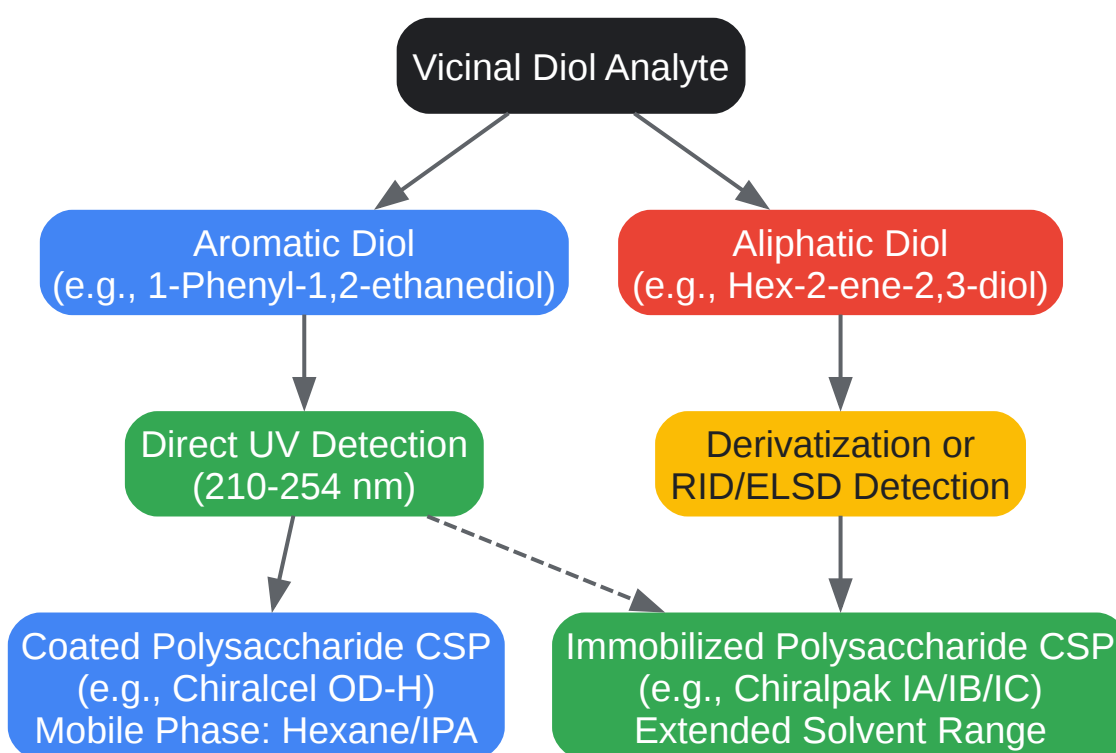 Vicinal Diol Analyte
Aromatic Diol
(e.g., 1-Phenyl-1,2-ethanediol)
Aliphatic Diol
(e.g., Hex-2-ene-2,3-diol)
Direct UV Detection
(210-254 nm)
Derivatization or
RID/ELSD Detection
Coated Polysaccharide CSP
(e.g., Chiralcel OD-H)
Mobile Phase: Hexane/IPA
Immobilized Polysaccharide CSP
(e.g., Chiralpak IA/IB/IC)
Extended Solvent Range